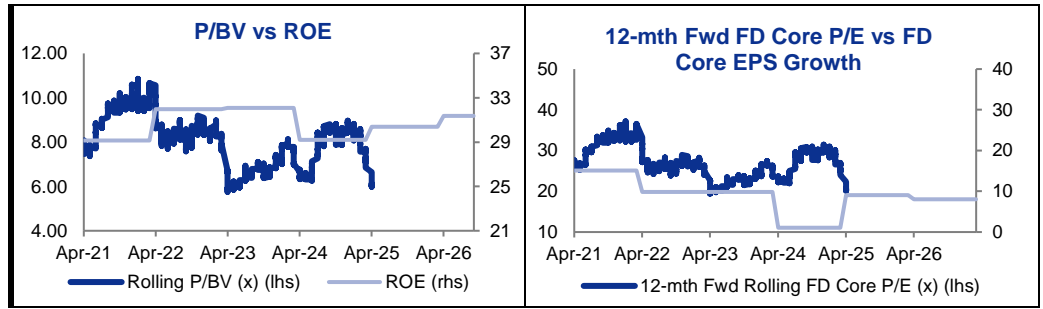 P/BV vs ROE
12.00
10.00
8.00
6.00
4.00
37
33
29
25
21
Apr-21 Apr-22 Apr-23 Apr-24 Apr-25 Apr-26
Rolling P/BV (x) (lhs) ROE (rhs)
12-mth Fwd FD Core P/E vs FD
Core EPS Growth
50
40
30
20
10
40
30
20
10
0
Apr-21 Apr-22 Apr-23 Apr-24 Apr-25 Apr-26
12-mth Fwd Rolling FD Core P/E (x) (lhs)